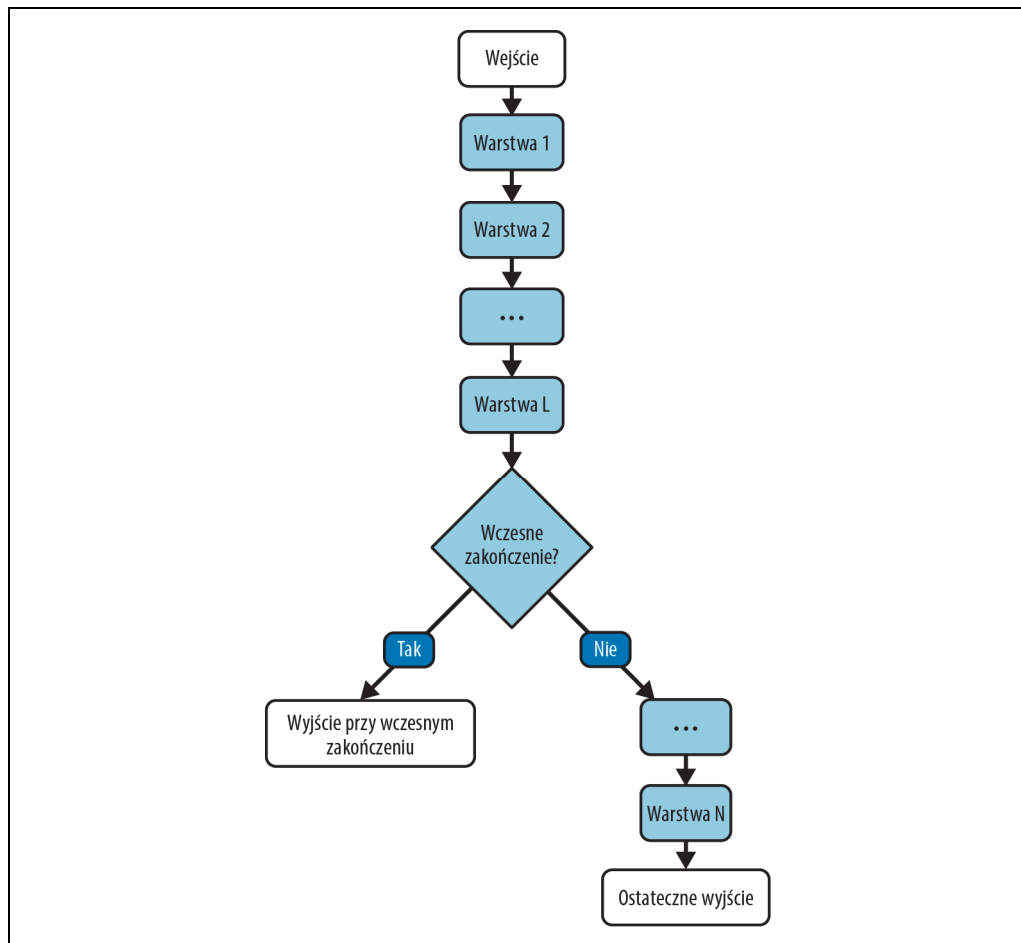 Wejście
Warstwa 1
Warstwa 2
...
Warstwa L
Wczesne
zakończenie?
Tak
Nie
Wyjście przy wczesnym
zakończeniu
...
Warstwa N
Ostateczne wyjście